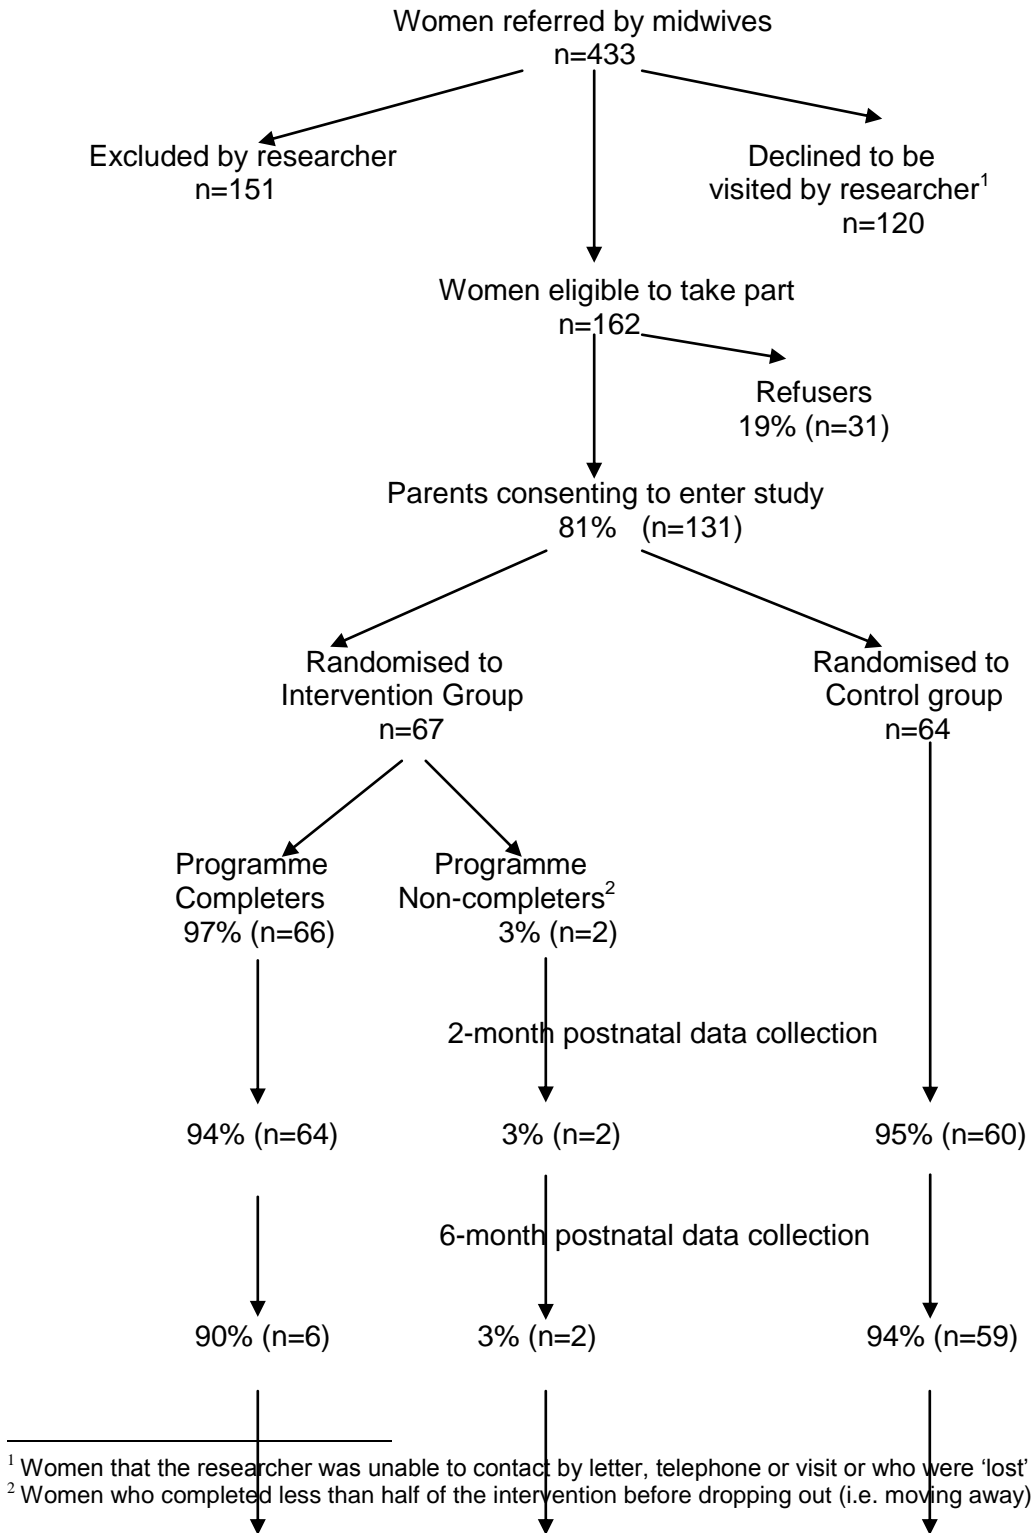 Women referred by midwives
n=433
Excluded by researcher
n=151
Declined to be
visited by researcher1
n=120
Women eligible to take part
n=162
Refusers
19% (n=31)
Parents consenting to enter study
81% (n=131)
Randomised to
Intervention Group
n=67
Randomised to
Control group
n=64
Programme
Completers
97% (n=66)
Programme
Non-completers2
3% (n=2)
2-month postnatal data collection
94% (n=64)
3% (n=2)
95% (n=60)
6-month postnatal data collection
90% (n=6)
3% (n=2)
94% (n=59)
1 Women that the researcher was unable to contact by letter, telephone or visit or who were ‘lost’
2 Women who completed less than half of the intervention before dropping out (i.e. moving away)